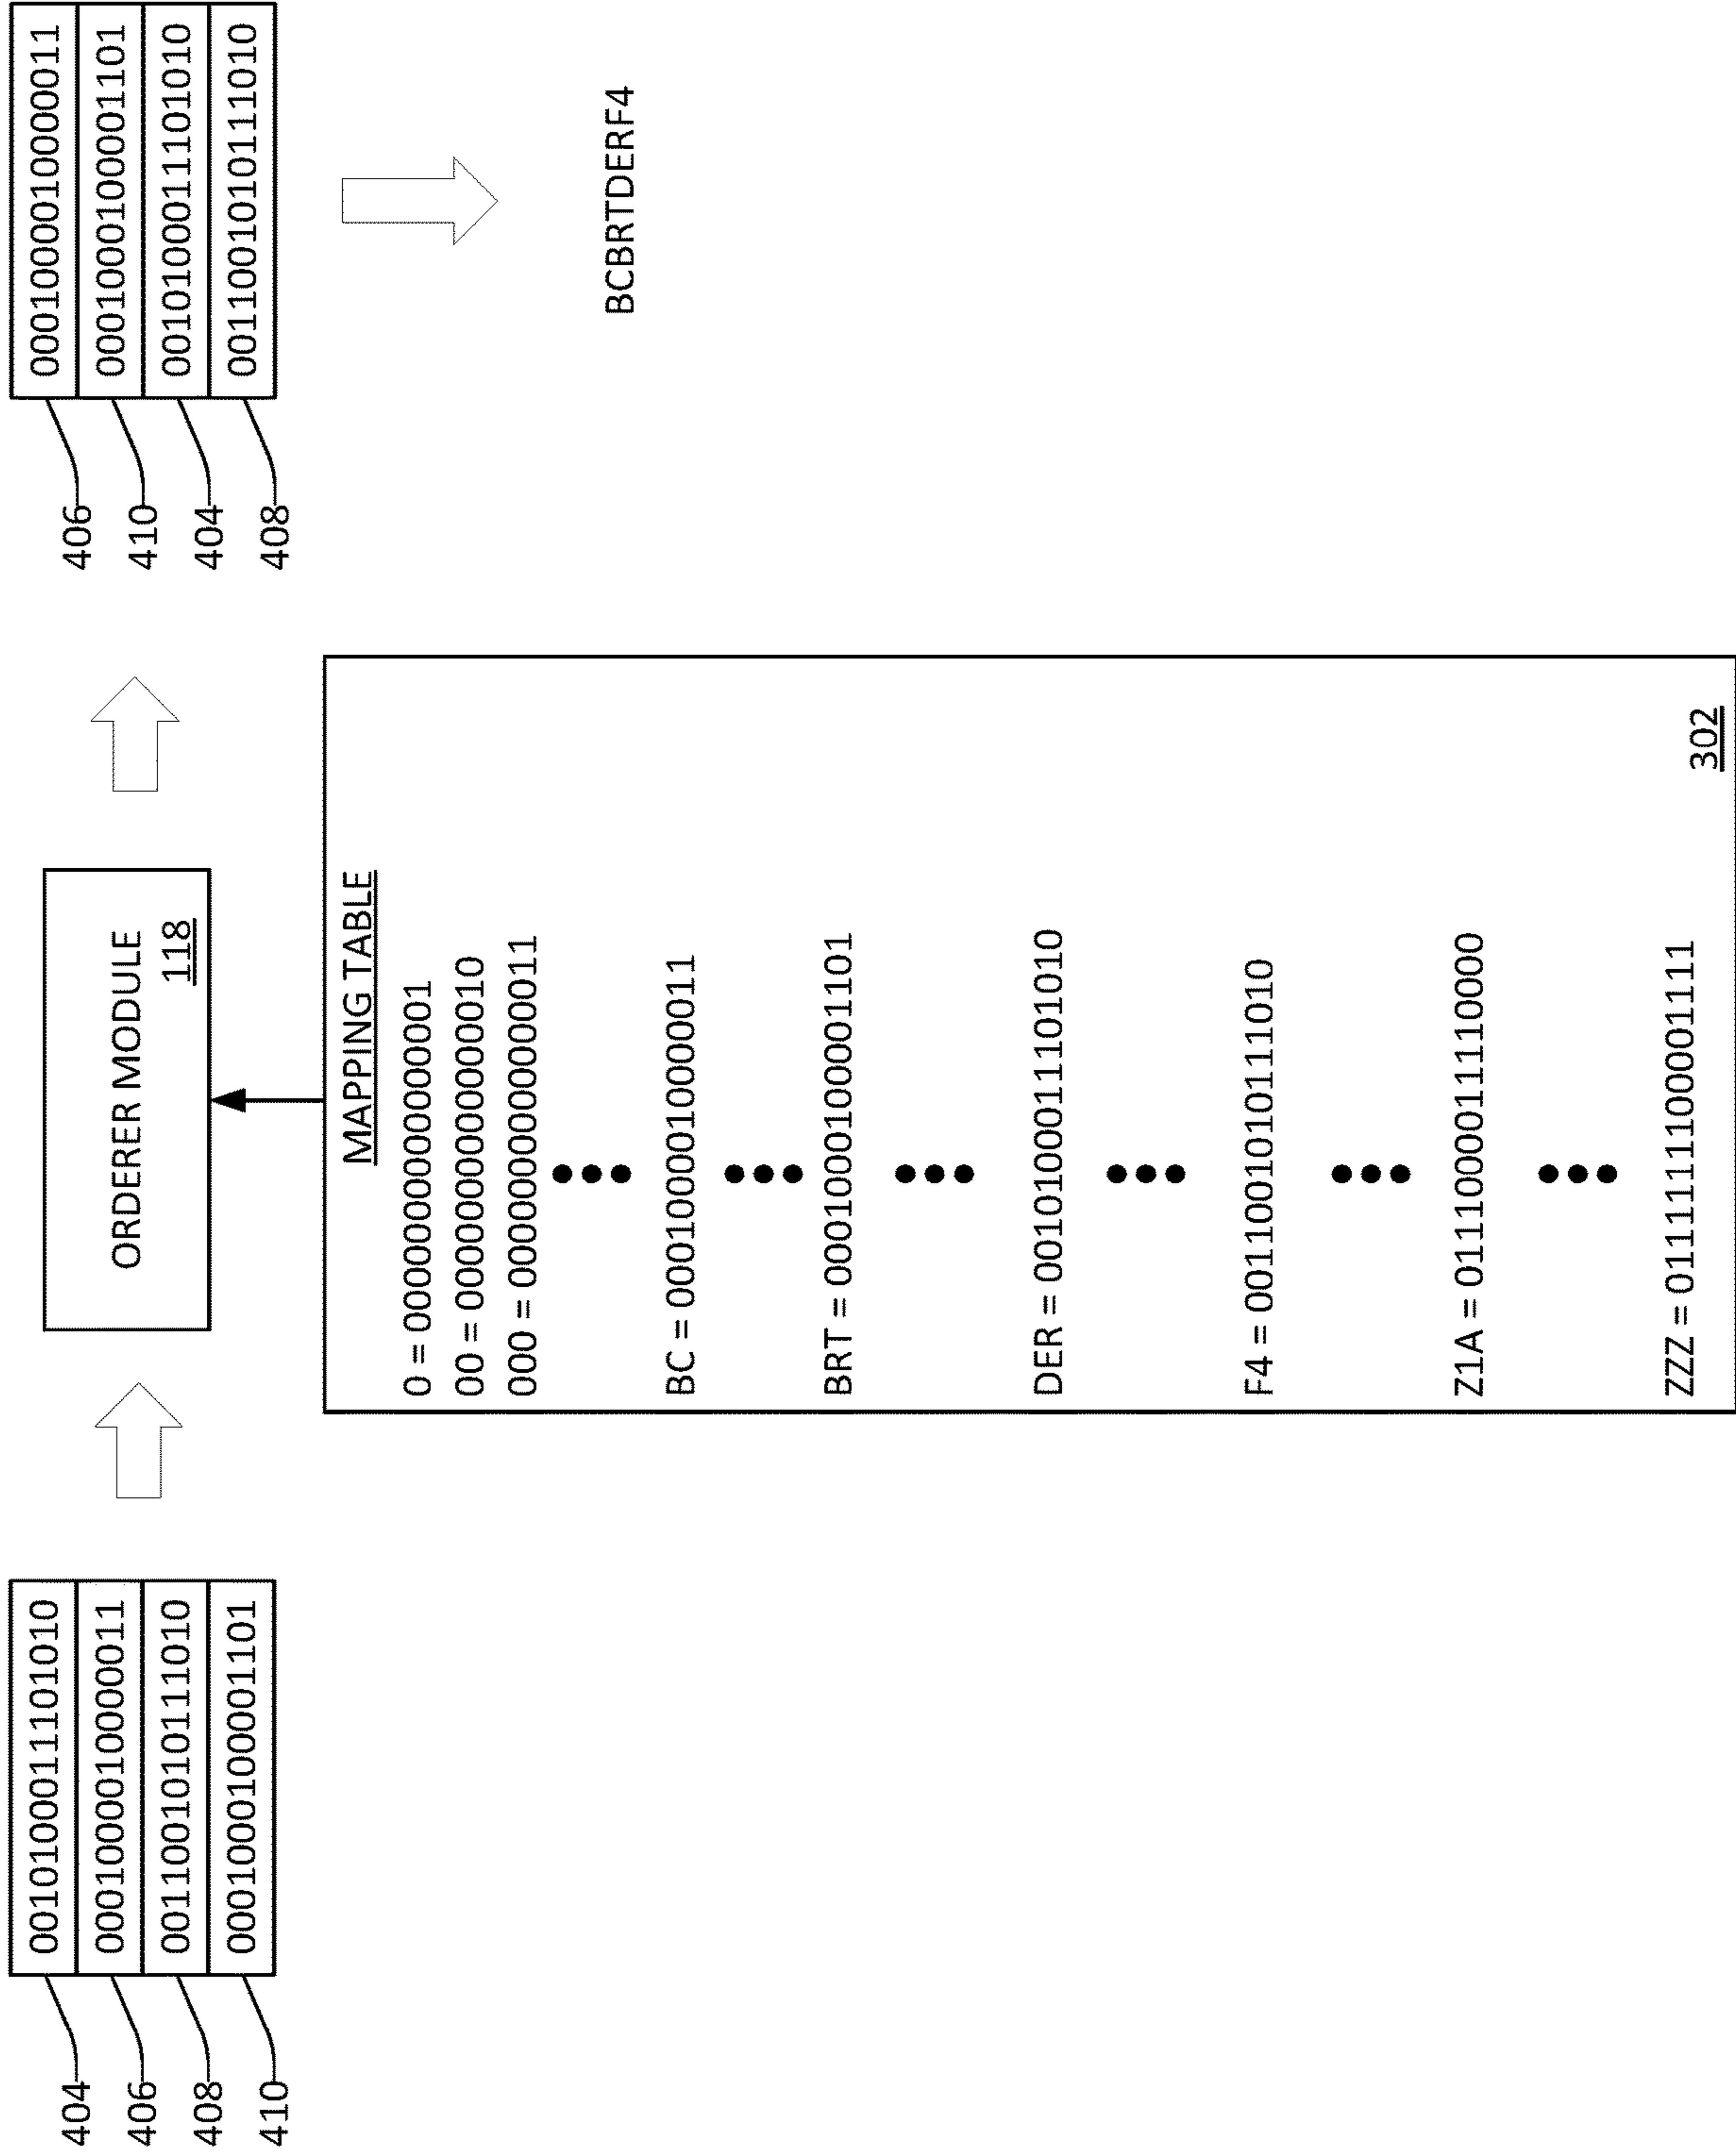 404
406
408
410
0010100011101010
0001000010000011
0011001010111010
0001000100001101
ORDERER MODULE
118
MAPPING TABLE
0 = 0000000000000001
00 = 0000000000000010
000 = 0000000000000011
BC = 0001000010000011
BRT = 0001000100001101
DER = 0010100011101010
F4 = 0011001010111010
Z1A = 0111000011110000
ZZZ = 0111111100001111
302
406
410
404
408
0001000010000011
0001000100001101
0010100011101010
0011001010111010
BCBRTDERF4